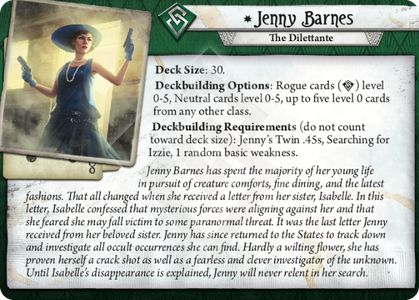 Jenny Barnes
The Dilettante
Deck Size: 30.
Deckbuilding Options: Rogue cards () level
0-5, Neutral cards level 0-5, up to five level 0 cards
from any other class.
Deckbuilding Requirements (do not count
toward deck size): Jenny's Twin .45s, Searching for
Izzie, 1 random basic weakness.
Jenny Barnes has spent the majority of her young life
in pursuit of creature comforts, fine dining, and the latest
fashions. That all changed when she received a letter from her sister, Isabelle. In this
letter, Isabelle confessed that mysterious forces were aligning against her and that
she feared she may fall victim to some paranormal threat. It was the last letter Jenny
received from her beloved sister. Jenny has since returned to the States to track down
and investigate all occult occurrences she can find. Hardly a wilting flower, she has
proven herself a crack shot as well as a fearless and clever investigator of the unknown.
Until Isabelle's disappearance is explained, Jenny will never relent in her search.
8